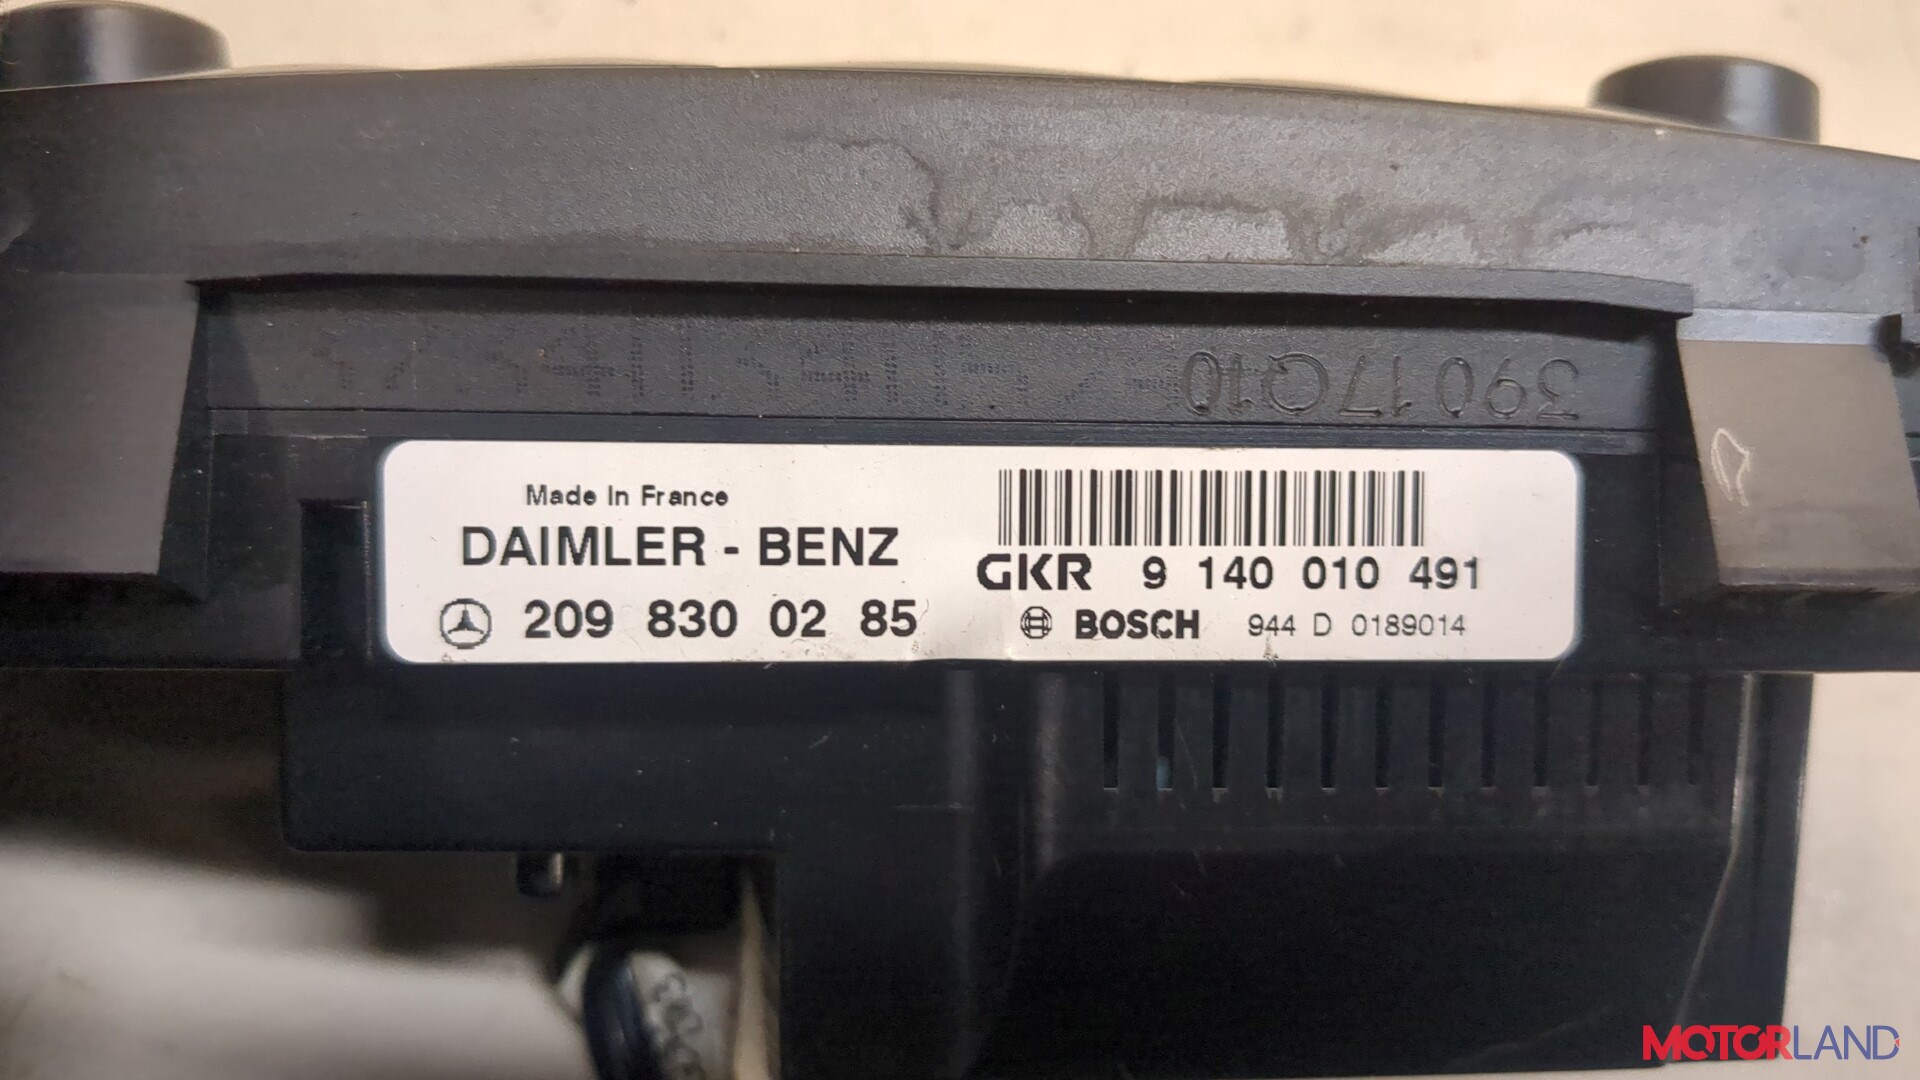 39017Q10
Made In France
DAIMLER - BENZ
209 830 02 85
GKR 9 140 010 491
BOSCH 944 D 0189014
MOTORLAND